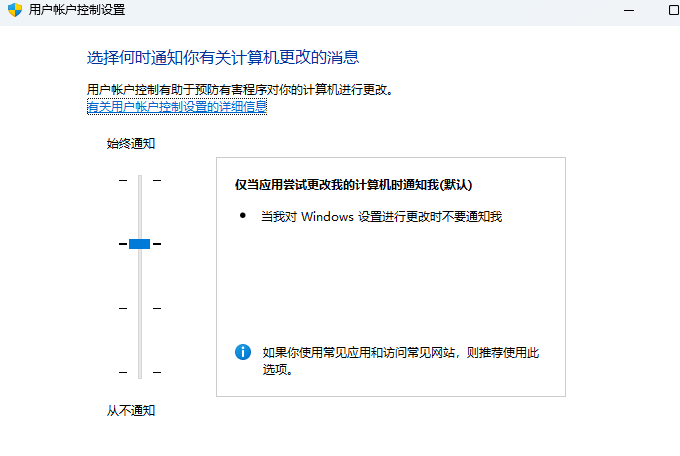 用户帐户控制设置
选择何时通知你有关计算机更改的消息
用户帐户控制有助于预防有害程序对你的计算机进行更改。
有关用户帐户控制设置的详细信息
始终通知
仅当应用尝试更改我的计算机时通知我(默认)
当我对 Windows 设置进行更改时不要通知我
如果你使用常见应用和访问常见网站，则推荐使用此
选项。
从不通知